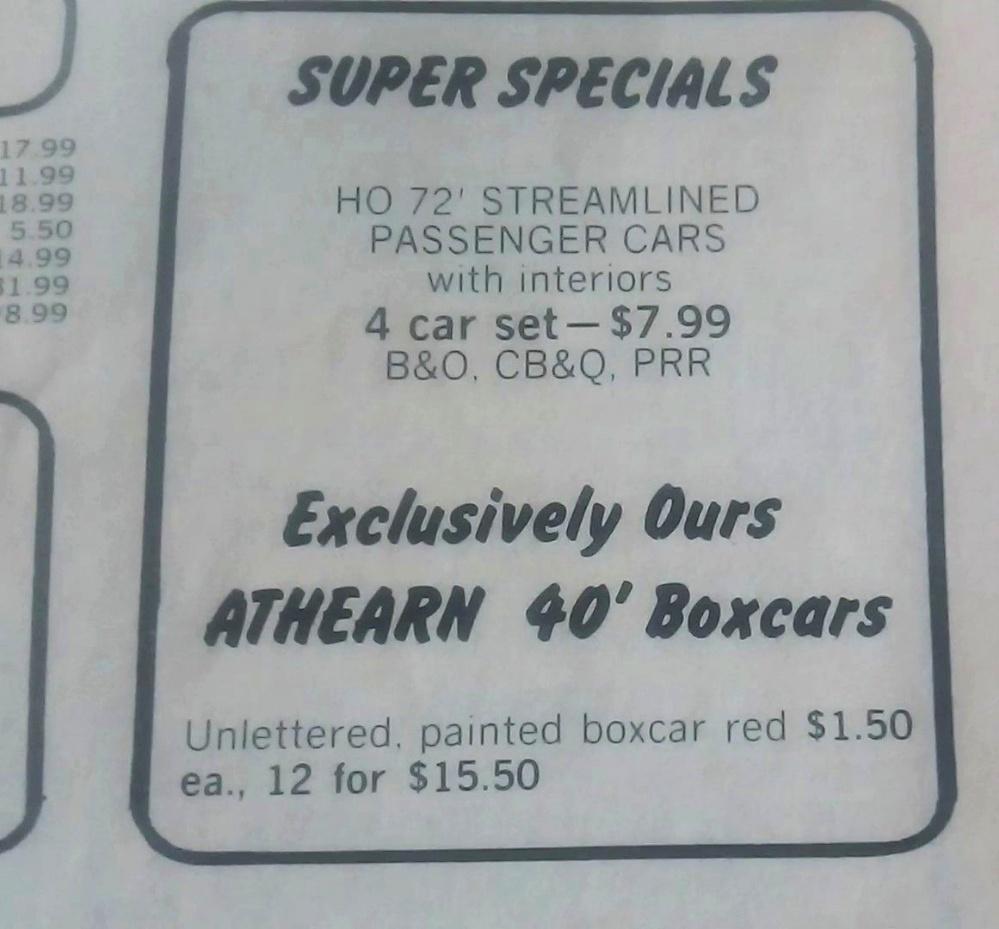 17.99
11.99
18.99
5.50
14.99
1.99
8.99
SUPER SPECIALS
HO 72' STREAMLINED
PASSENGER CARS
with interiors
4 car set — $7.99
B&O, CB&Q, PRR
Exclusively Ours
ATHEARN 40' Boxcars
Unlettered, painted boxcar red $1.50
ea., 12 for $15.50